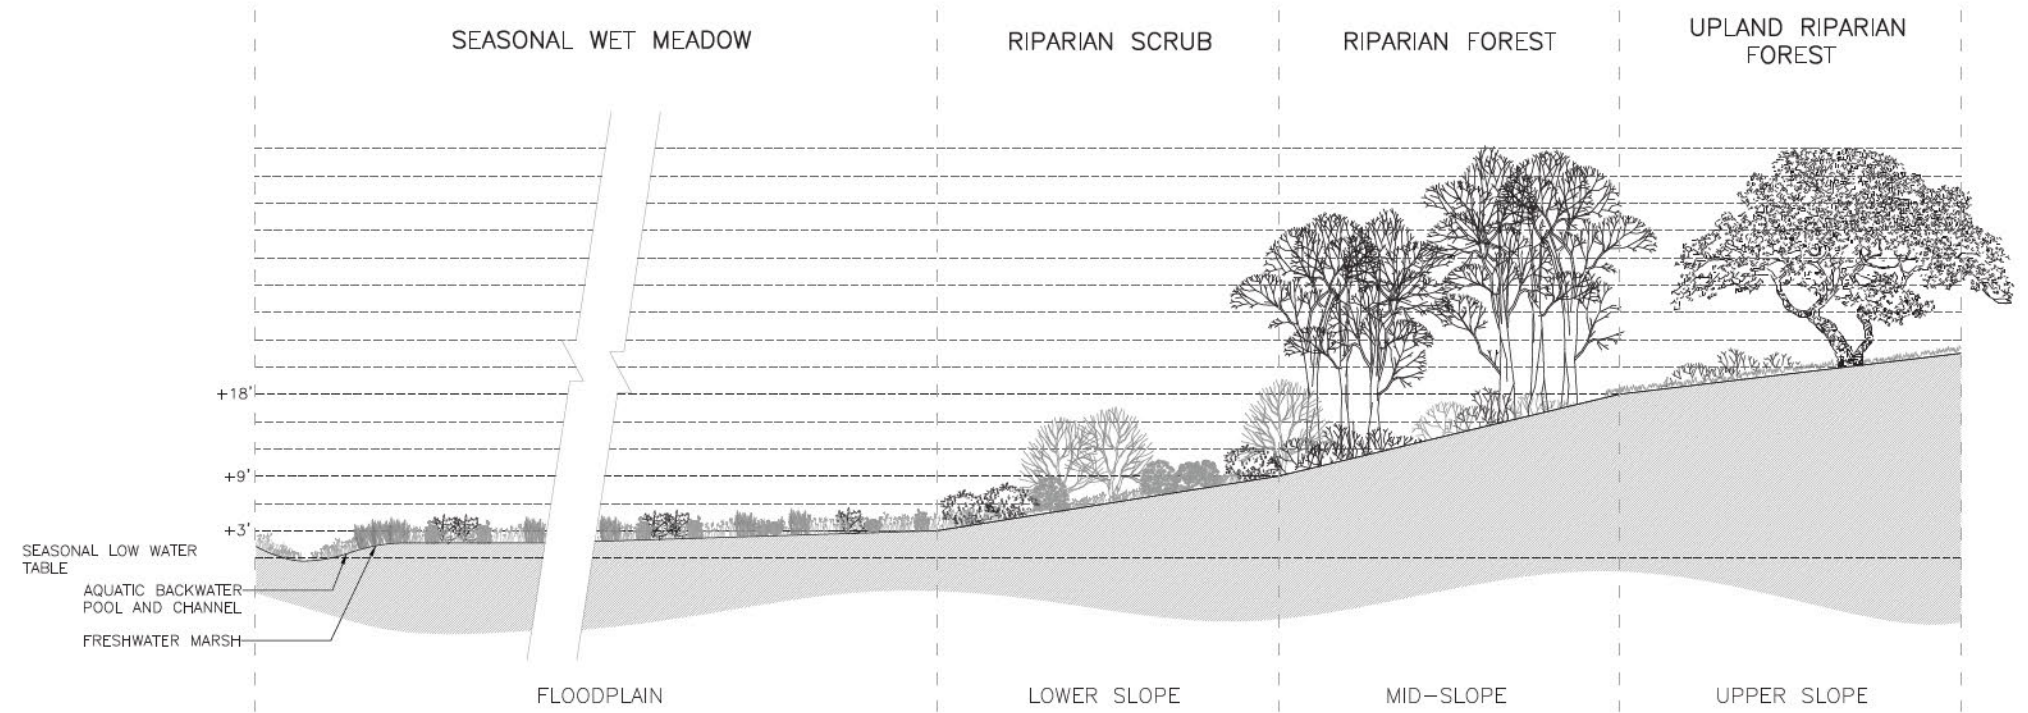 SEASONAL WET MEADOW
RIPARIAN SCRUB
RIPARIAN FOREST
UPLAND RIPARIAN
FOREST
+18'
+9'
+3'
SEASONAL LOW WATER
TABLE
AQUATIC BACKWATER
POOL AND CHANNEL
FRESHWATER MARSH
FLOODPLAIN
LOWER SLOPE
MID-SLOPE
UPPER SLOPE